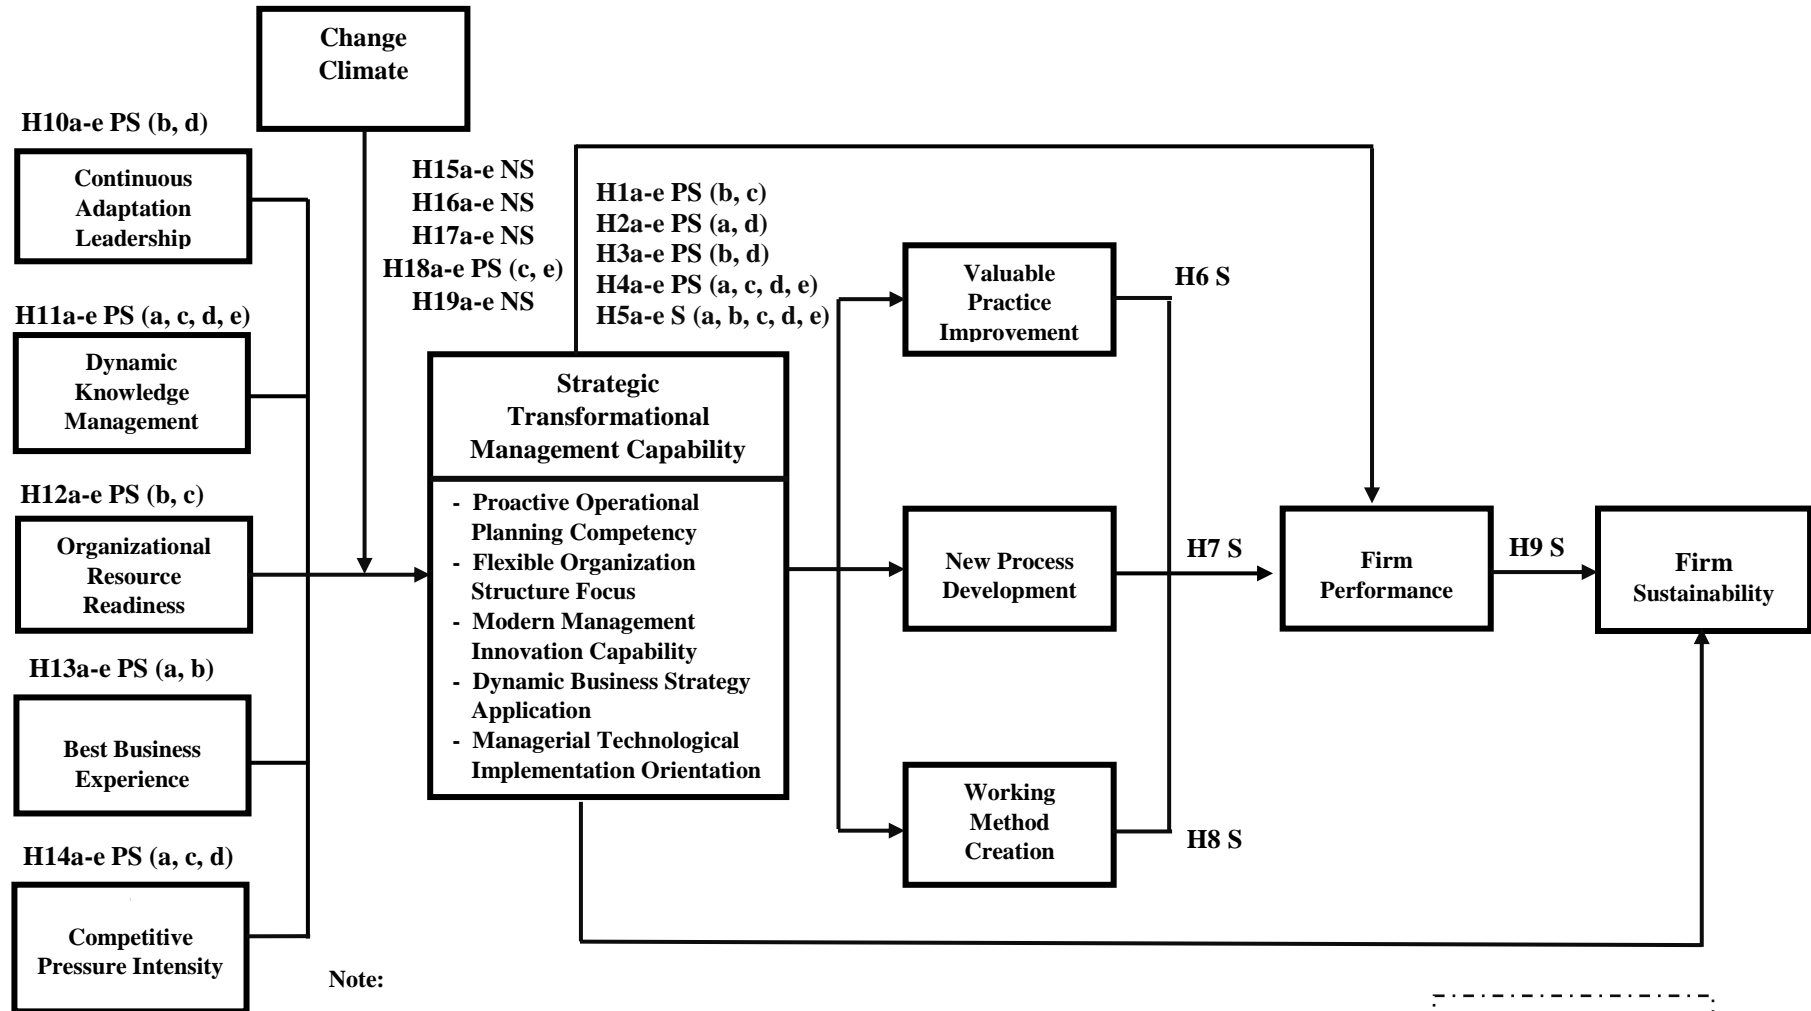 Change
Climate
H10a-e PS (b, d)
Continuous
Adaptation
Leadership
H11a-e PS (a, c, d, e)
Dynamic
Knowledge
Management
H12a-e PS (b, c)
Organizational
Resource
Readiness
H13a-e PS (a, b)
Best Business
Experience
H14a-e PS (a, c, d)
Competitive
Pressure Intensity
H15a-e NS
H16a-e NS
H17a-e NS
H18a-e PS (c, e)
H19a-e NS
H1a-e PS (b, c)
H2a-e PS (a, d)
H3a-e PS (b, d)
H4a-e PS (a, c, d, e)
H5a-e S (a, b, c, d, e)
Strategic
Transformational
Management Capability
- Proactive Operational
Planning Competency
- Flexible Organization
Structure Focus
- Modern Management
Innovation Capability
- Dynamic Business Strategy
Application
- Managerial Technological
Implementation Orientation
Valuable
Practice
Improvement
H6 S
New Process
Development
H7 S
Working
Method
Creation
H8 S
Firm
Performance
H9 S
Firm
Sustainability
Note: